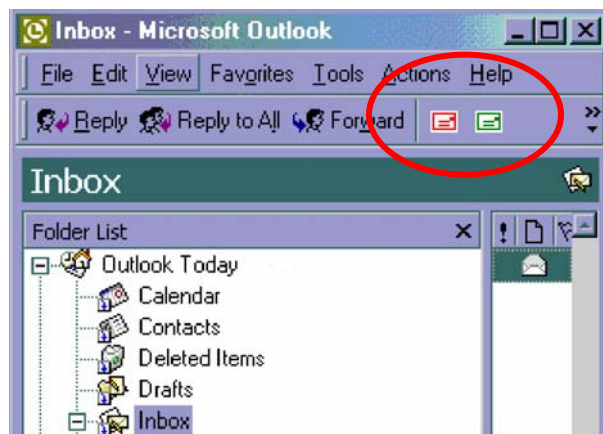 Inbox - Microsoft Outlook
File Edit View Favorites Tools Actions Help
Reply Reply to All Forward
Inbox
Folder List
Outlook Today
Calendar
Contacts
Deleted Items
Drafts
Inbox